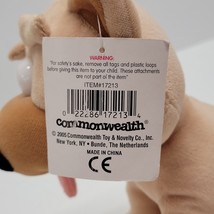 WARNING:
"For safety's sake, remove all tags and plastic loops
before giving this item to your child. These attachments
are not part of this item."
ITEM#17213
0 22286 17213 4
commonwealth®
© 2005 Commonwealth Toy & Novelty Co., Inc.
New York, NY • Bunde, The Netherlands
MADE IN CHINA
CE